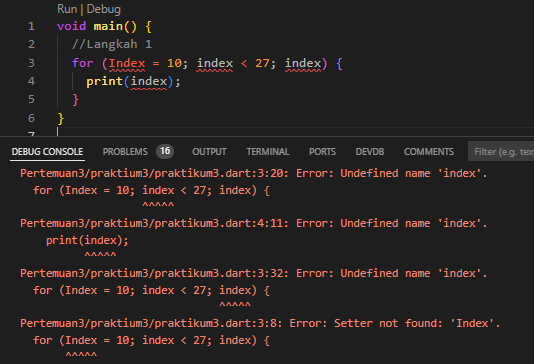 Run | Debug
1 void main() {
2 //Langkah 1
3 for (Index = 10; index < 27; index) {
4 print(index);
5 }
6 }
7
DEBUG CONSOLE PROBLEMS 16 OUTPUT TERMINAL PORTS DEVDB COMMENTS Filter (e.g. tex
Pertemuan3/praktium3/praktikum3.dart:3:20: Error: Undefined name 'index'.
for (Index = 10; index < 27; index) {
^^^^^
Pertemuan3/praktium3/praktikum3.dart:4:11: Error: Undefined name 'index'.
print(index);
^^^^^
Pertemuan3/praktium3/praktikum3.dart:3:32: Error: Undefined name 'index'.
for (Index = 10; index < 27; index) {
^^^^^
Pertemuan3/praktium3/praktikum3.dart:3:8: Error: Setter not found: 'Index'.
for (Index = 10; index < 27; index) {
^^^^^